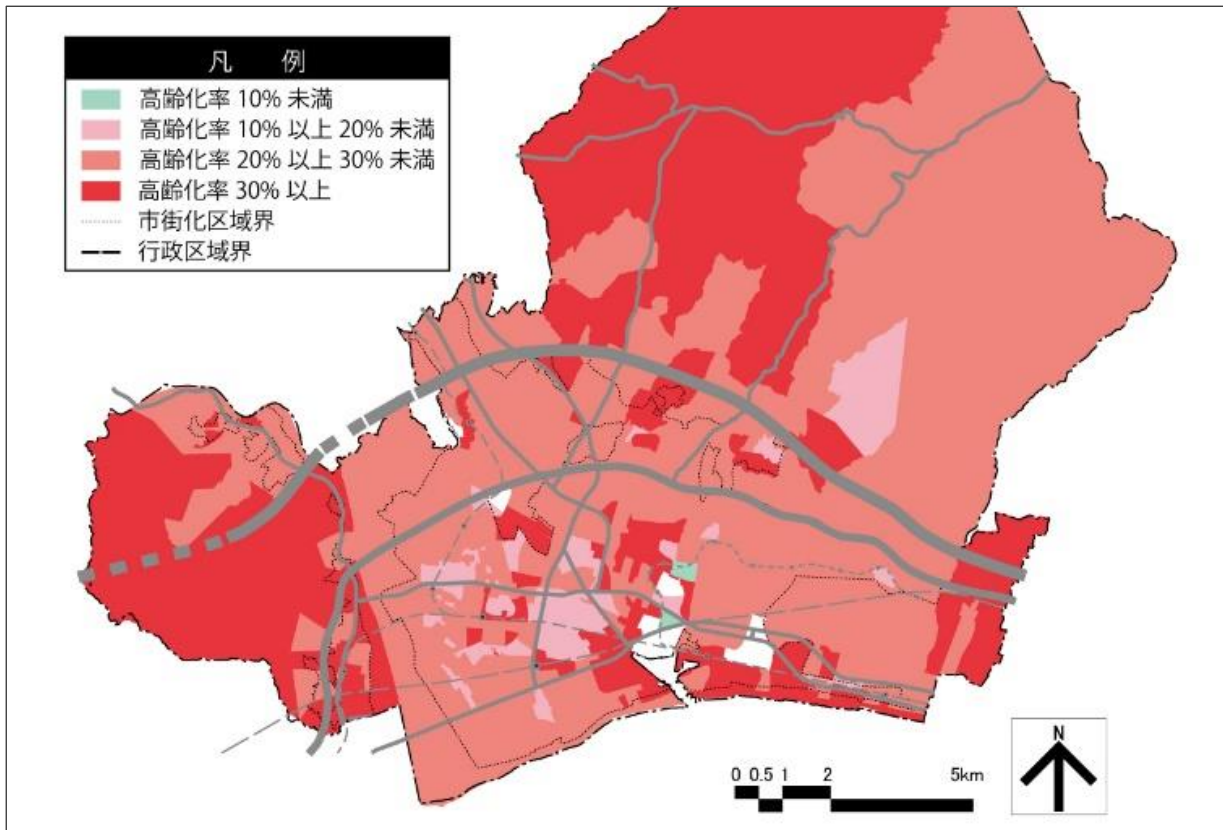 凡 例
高齢化率 10% 未満
高齢化率 10% 以上 20% 未満
高齢化率 20% 以上 30% 未満
高齢化率 30% 以上
市街化区域界
行政区域界
N
0 0.5 1 2 5km